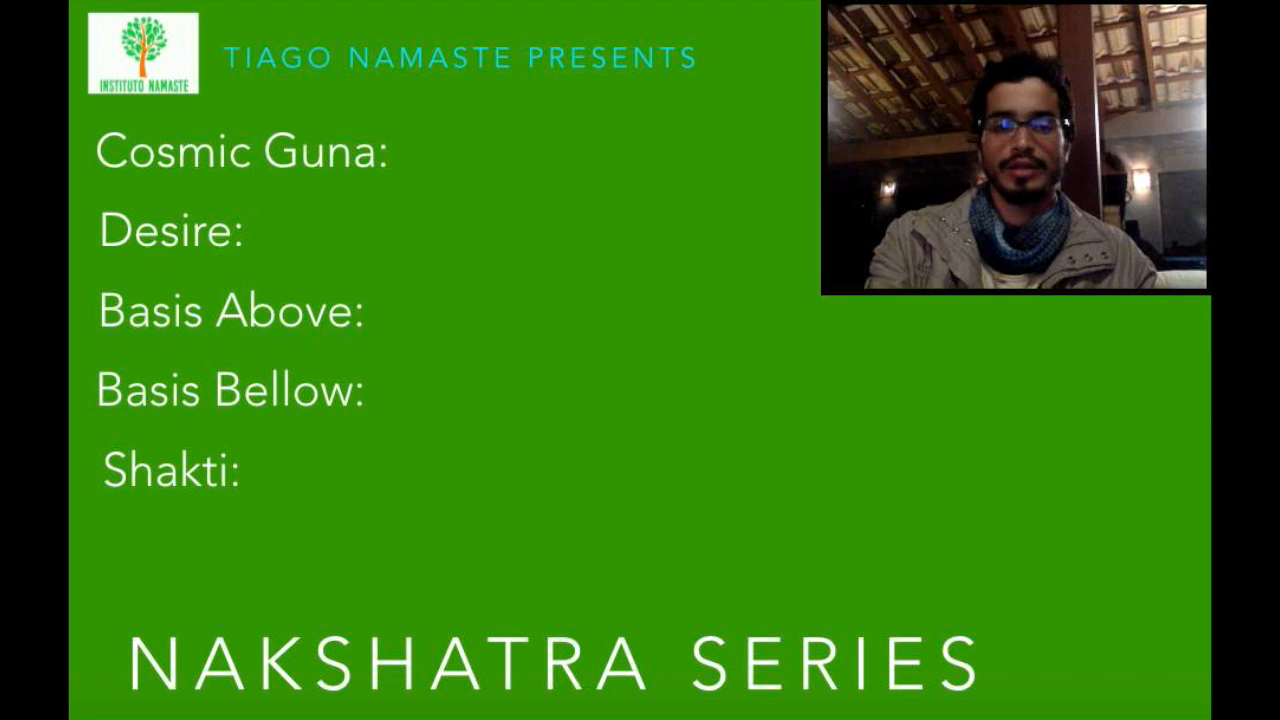 INSTITUTO NAMASTE
TIAGO NAMASTE PRESENTS
Cosmic Guna:
Desire:
Basis Above:
Basis Bellow:
Shakti:
NAKSHATRA SERIES